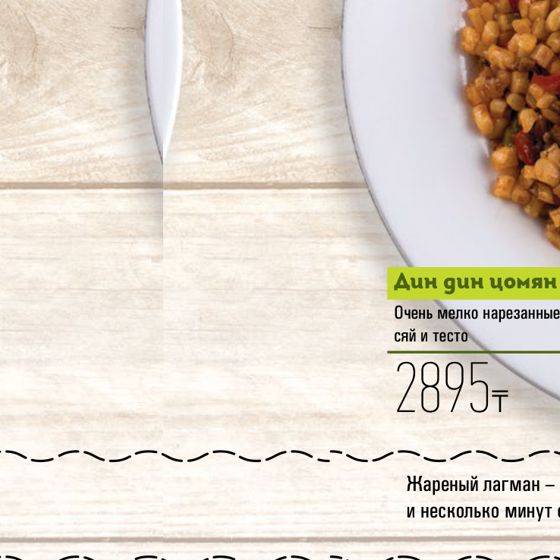 Дин дин цомян
Очень мелко нарезанные
сяй и тесто
2895₸
Жареный лагман –
и несколько минут